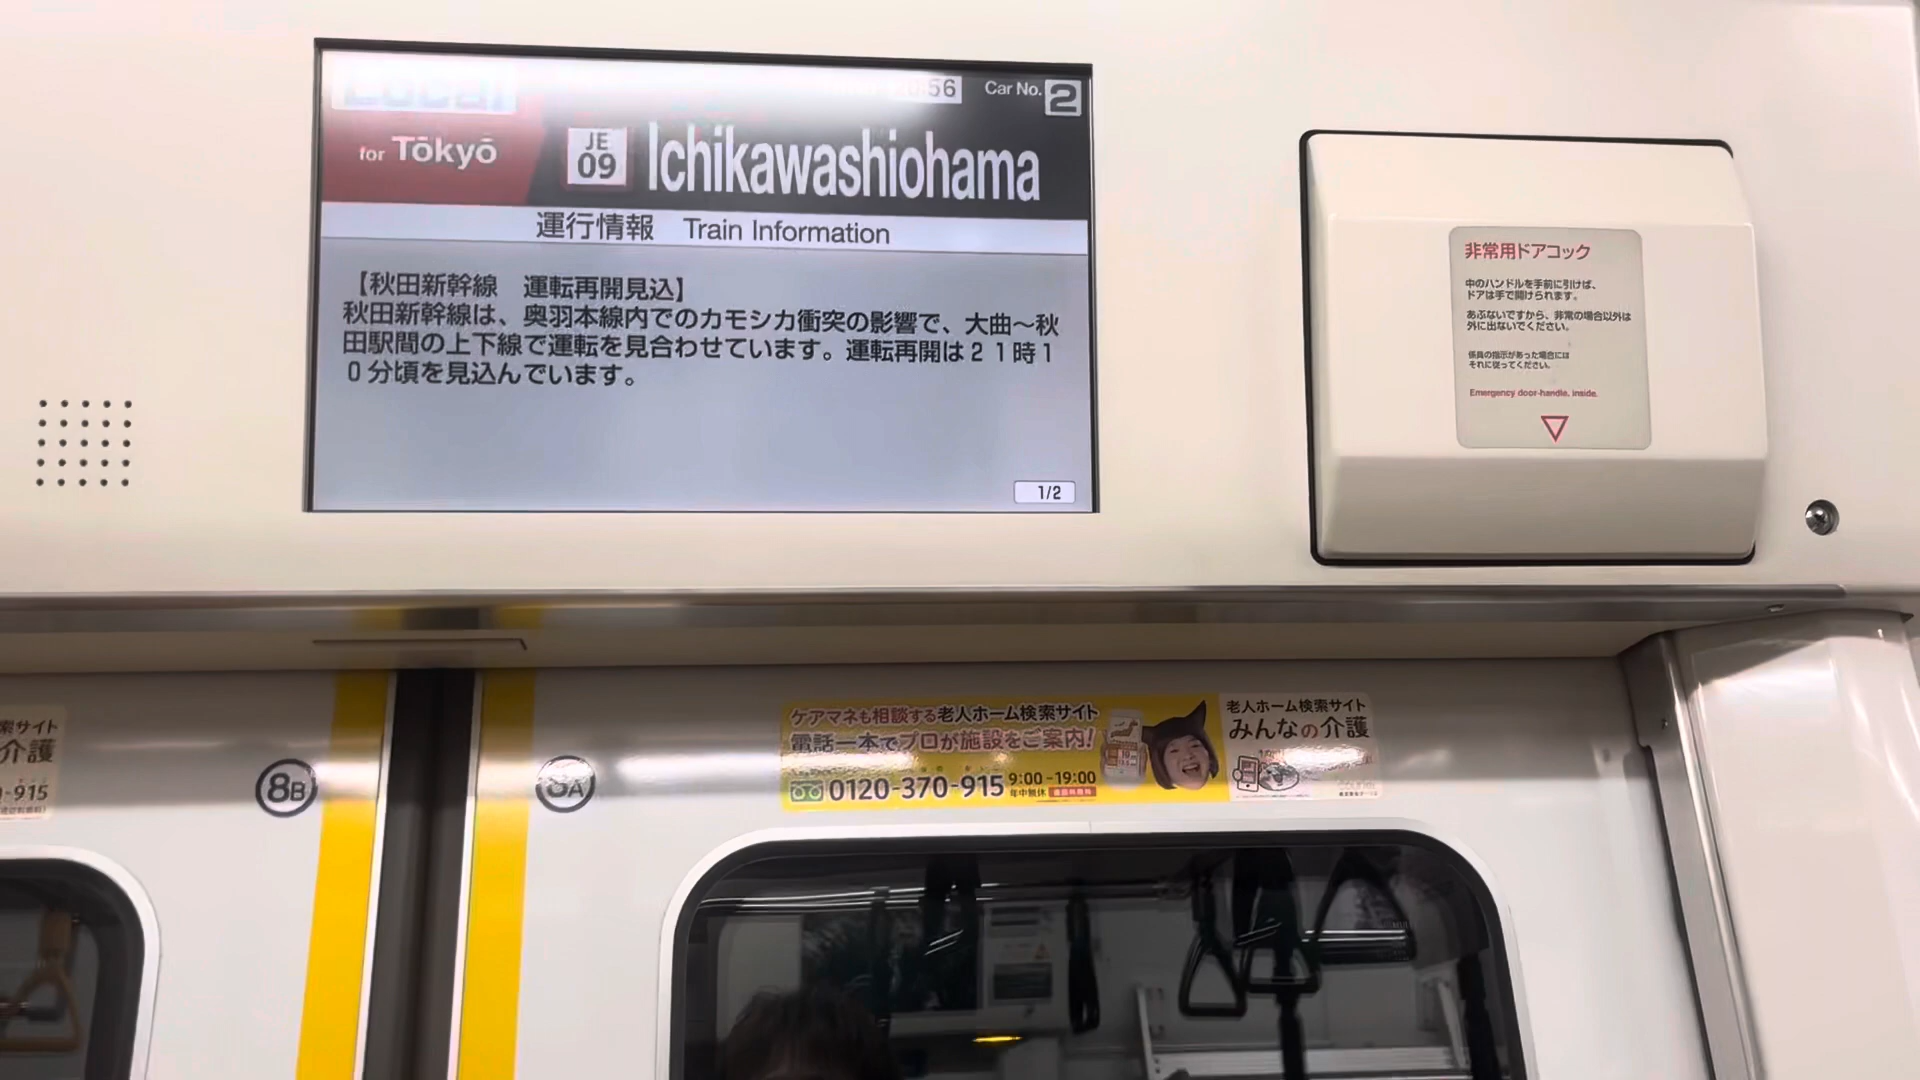 Local
56
Car No. 2
for Tōkyō
JE 09
Ichikawashiohama
運行情報 Train Information
【秋田新幹線 運転再開見込】
秋田新幹線は、奥羽本線内でのカモシカ衝突の影響で、大曲～秋
田駅間の上下線で運転を見合わせています。運転再開は21時1
0分頃を見込んでいます。
1/2
非常用ドアコック
中のハンドルを手前に引けば、
ドアは手で開けられます。
あぶないですから、非常の場合以外は
外に出ないでください。
係員の指示があった場合には
それに従ってください。
Emergency door-handle, inside.
索サイト
介護
-915
8B
8A
ケアマネも相談する老人ホーム検索サイト
電話一本でプロが施設をご案内!
0120-370-915
9:00-19:00
年中無休
老人ホーム検索サイト
みんなの介護